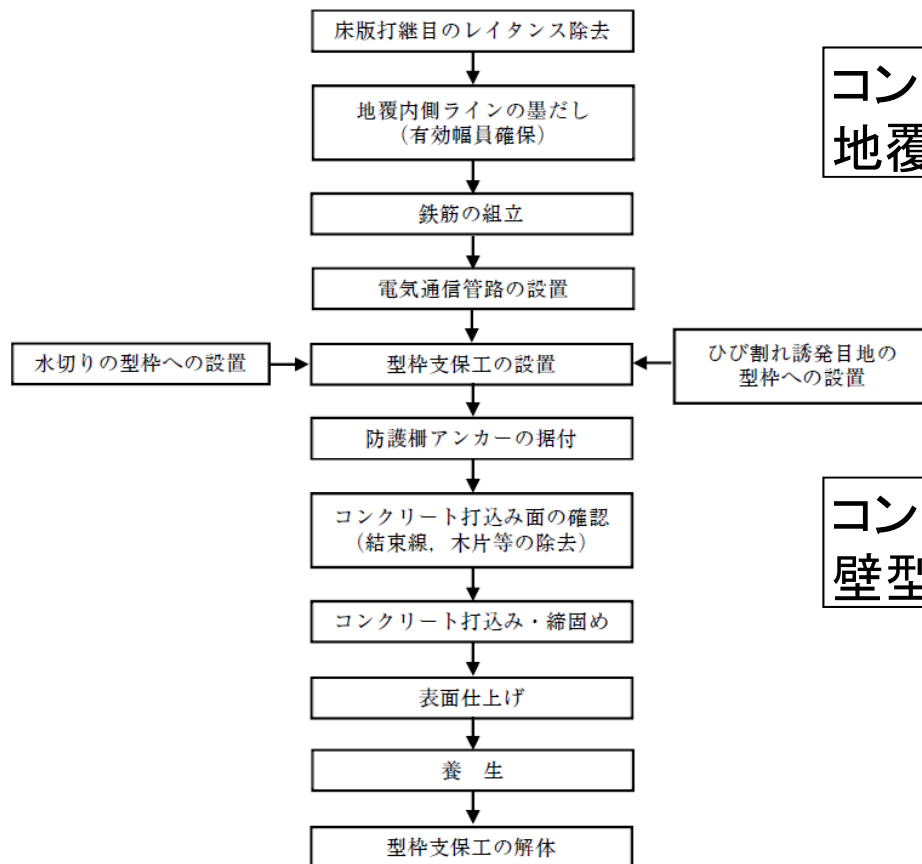 床版打継目のレイタンス除去
地覆内側ラインの墨だし
(有効幅員確保)
鉄筋の組立
電気通信管路の設置
水切りの型枠への設置
型枠支保工の設置
ひび割れ誘発目地の
型枠への設置
防護柵アンカーの据付
コンクリート打込み面の確認
(結束線，木片等の除去)
コンクリート打込み・締固め
表面仕上げ
養　生
型枠支保工の解体
コン
地覆
コン
壁型